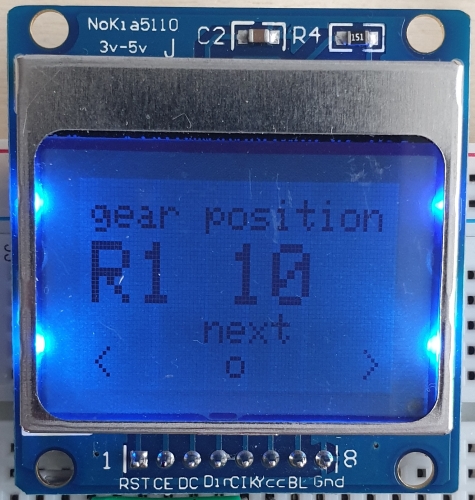 NoKia5110
3v-5v J
C2 R4
151
gear position
R1 10
next
< o >
1 8
RST CE DC Din ClK Vcc BL Gnd